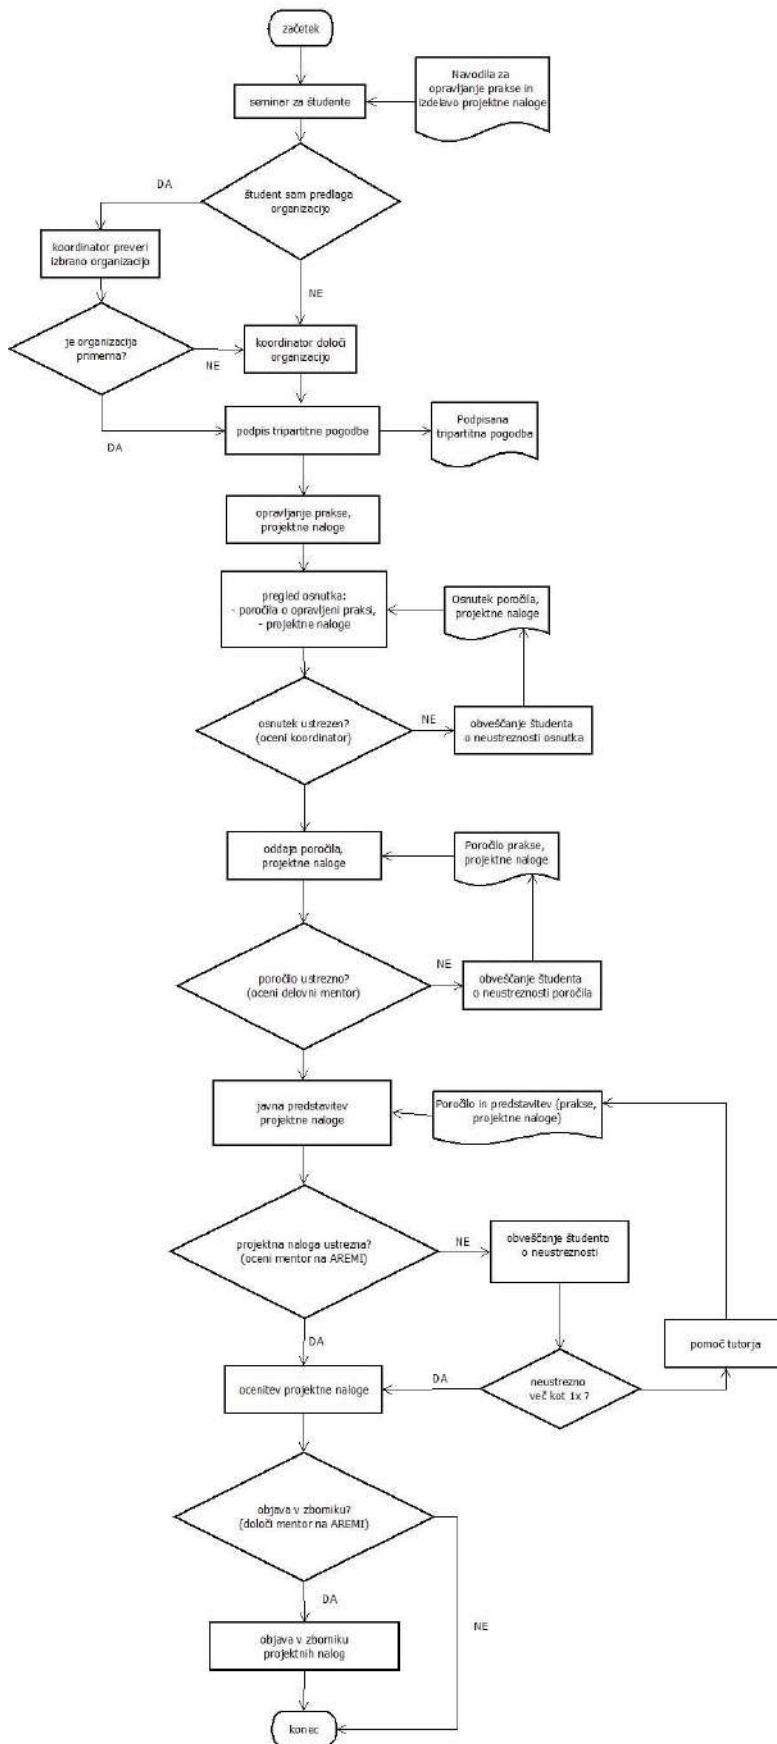 začetek
seminar za študente
Navodila za
opravljanje prakse in
izdelavo projektne naloge
DA
študent sam predlaga
organizacijo
koordinator preveri
izbrano organizacijo
NE
je organizacija
primerna?
NE
koordinator določi
organizacijo
DA
podpis tripartitne pogodbe
Podpisana
tripartitna pogodba
opravljanje prakse,
projektne naloge
pregled osnutka:
- poročila o opravljeni praksi,
- projektne naloge
Osnutek poročila,
projektne naloge
osnutek ustrezen?
(oceni koordinator)
NE
obveščanje študenta
o neustreznosti osnutka
oddaja poročila,
projektne naloge
Poročilo prakse,
projektne naloge
poročilo ustrezno?
(oceni delovni mentor)
NE
obveščanje študenta
o neustreznosti poročila
javna predstavitev
projektne naloge
Poročilo in predstavitev (prakse,
projektne naloge)
projektna naloga ustrezna?
(oceni mentor na AREMI)
NE
obveščanje študenta
o neustreznosti
DA
pomoč tutorja
ocenitev projektne naloge
DA
neustrezno
več kot 1x ?
objava v zborniku?
(določi mentor na AREMI)
DA
NE
objava v zborniku
projektnih nalog
konec